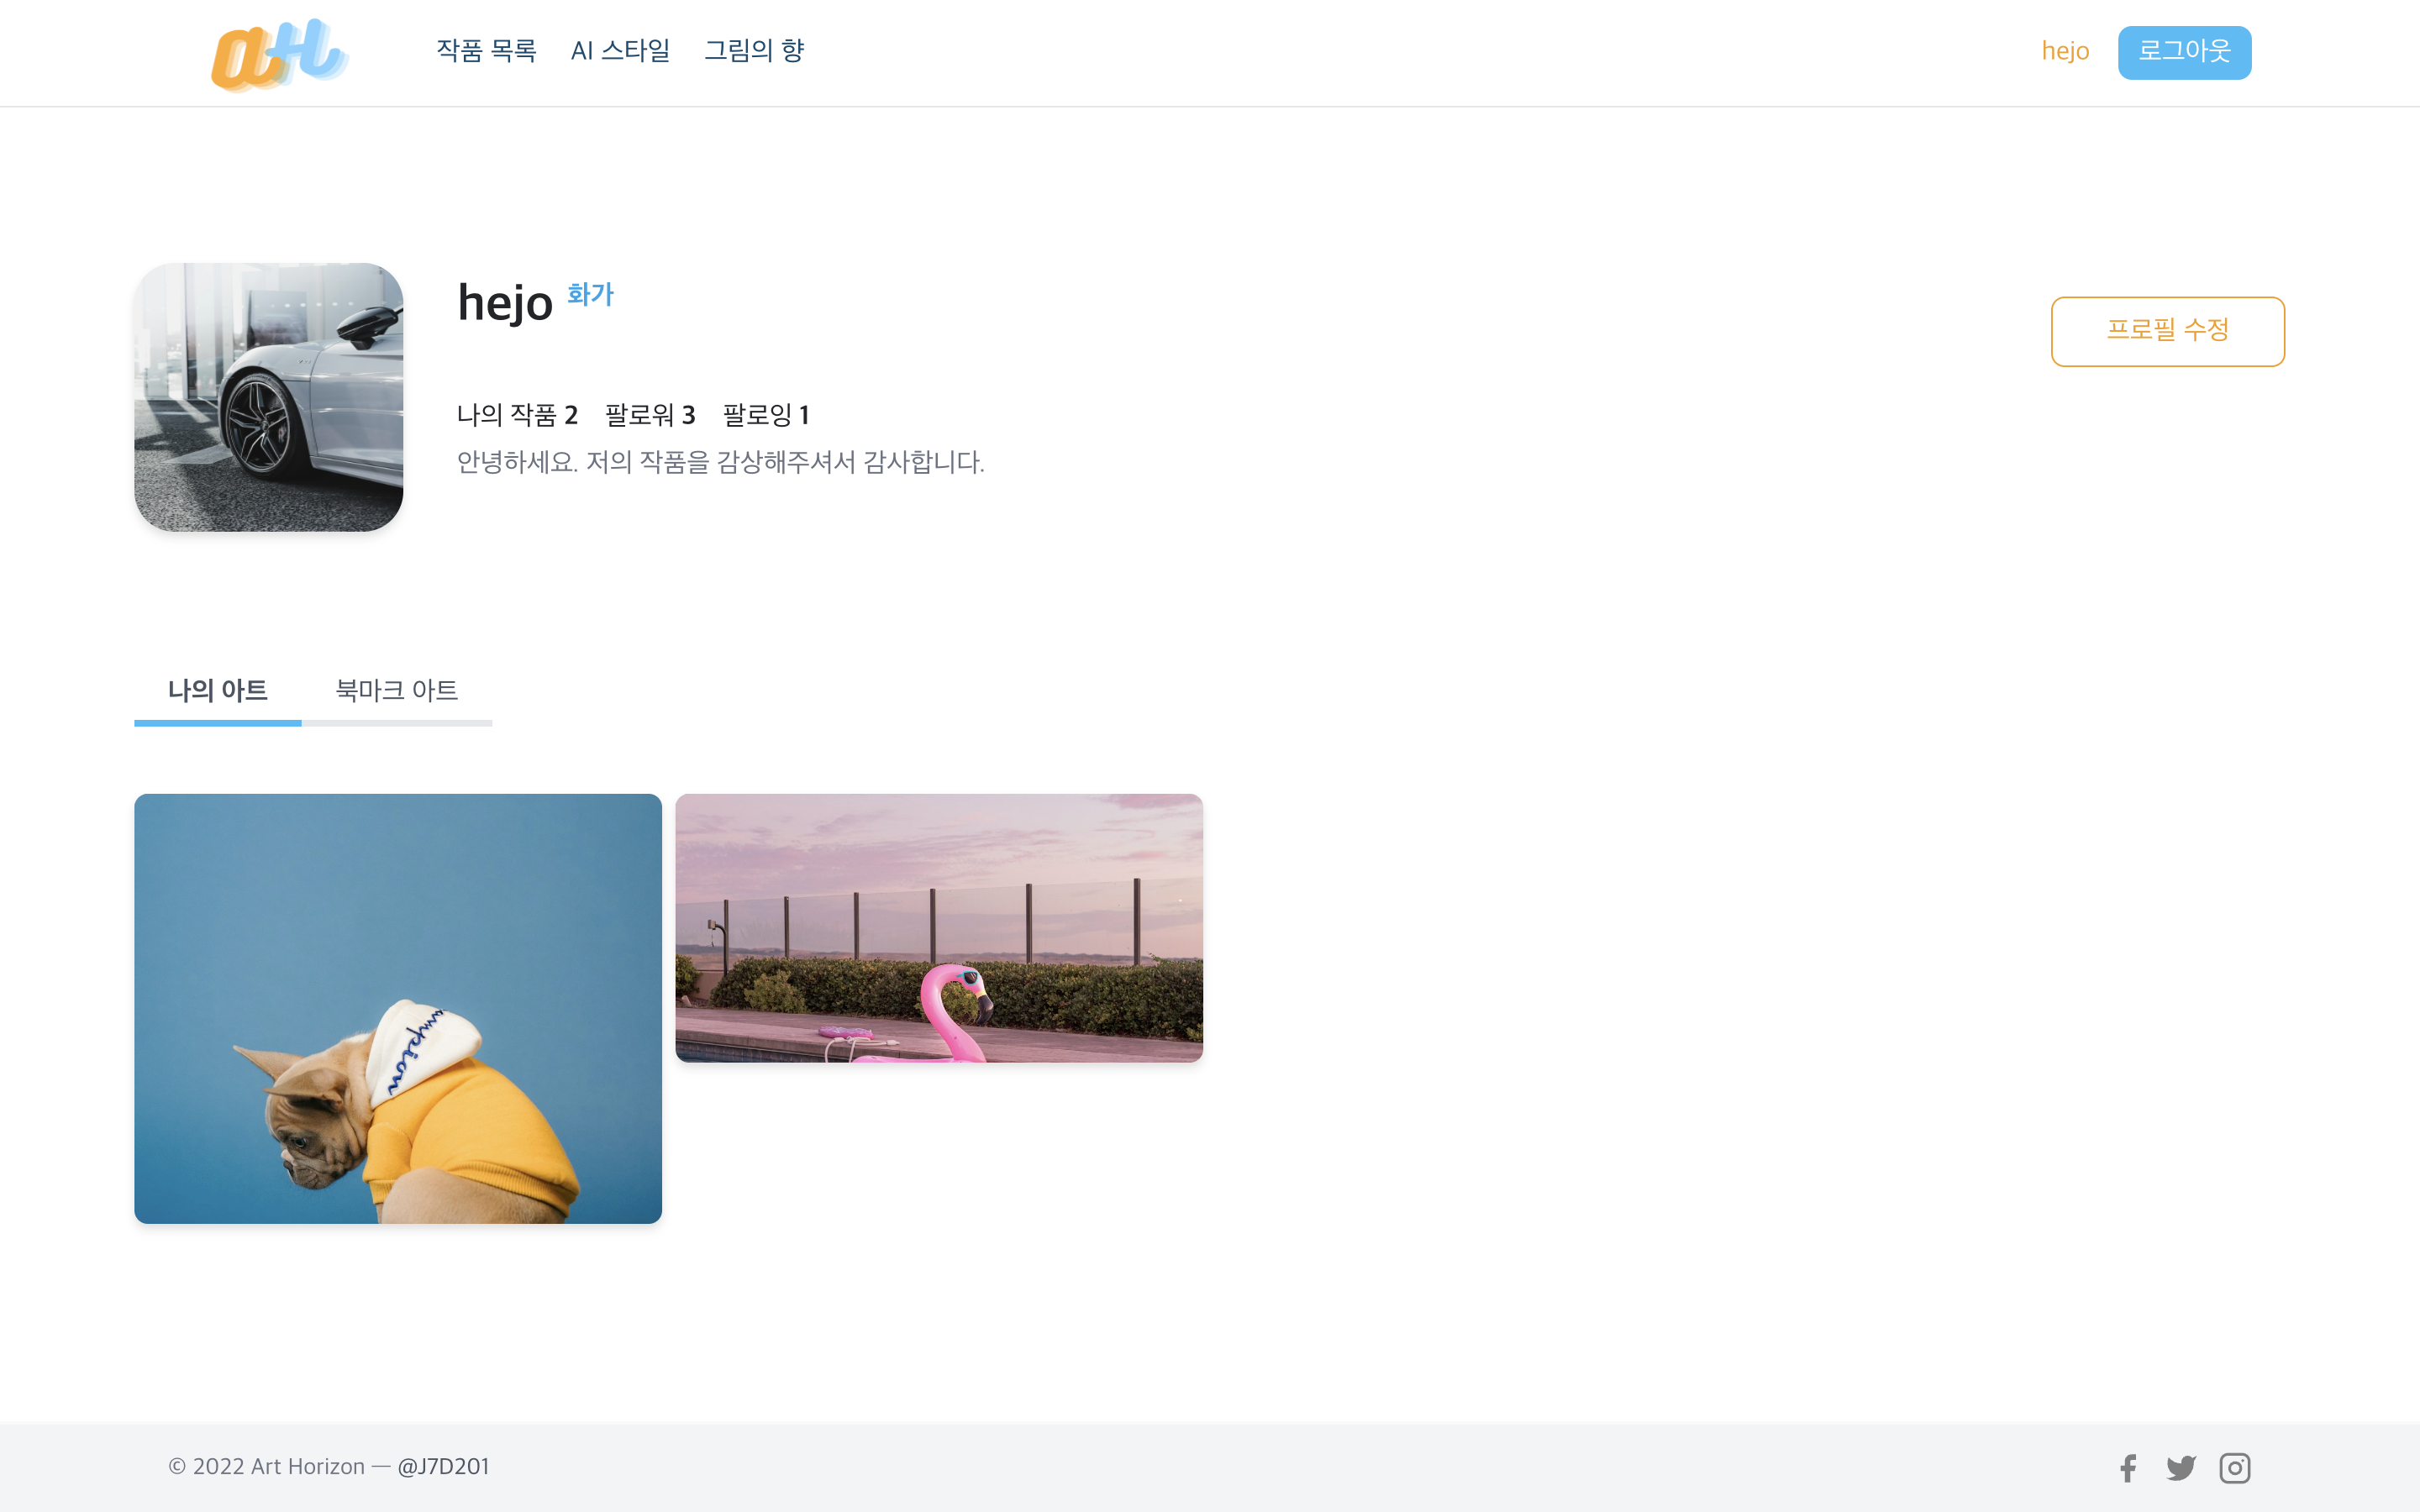 aH
작품 목록 AI 스타일 그림의 향
hejo 로그아웃
hejo 화가
프로필 수정
나의 작품 2 팔로워 3 팔로잉 1
안녕하세요. 저의 작품을 감상해주셔서 감사합니다.
나의 아트 북마크 아트
© 2022 Art Horizon — @J7D201